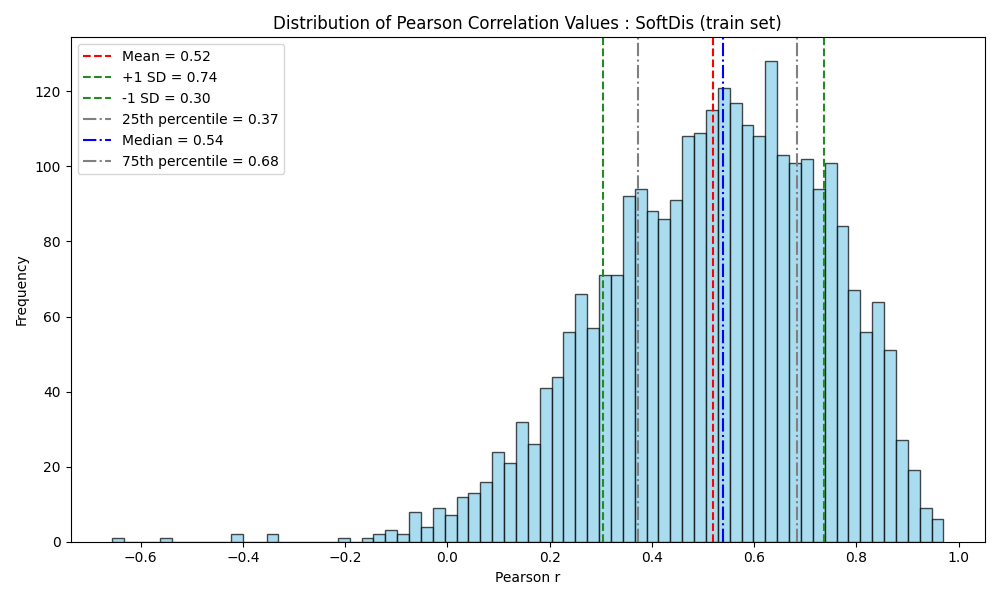 Distribution of Pearson Correlation Values : SoftDis (train set)
Mean = 0.52
+1 SD = 0.74
-1 SD = 0.30
25th percentile = 0.37
Median = 0.54
75th percentile = 0.68
Frequency
120
100
80
60
40
20
0
−0.6 −0.4 −0.2 0.0 0.2 0.4 0.6 0.8 1.0
Pearson r